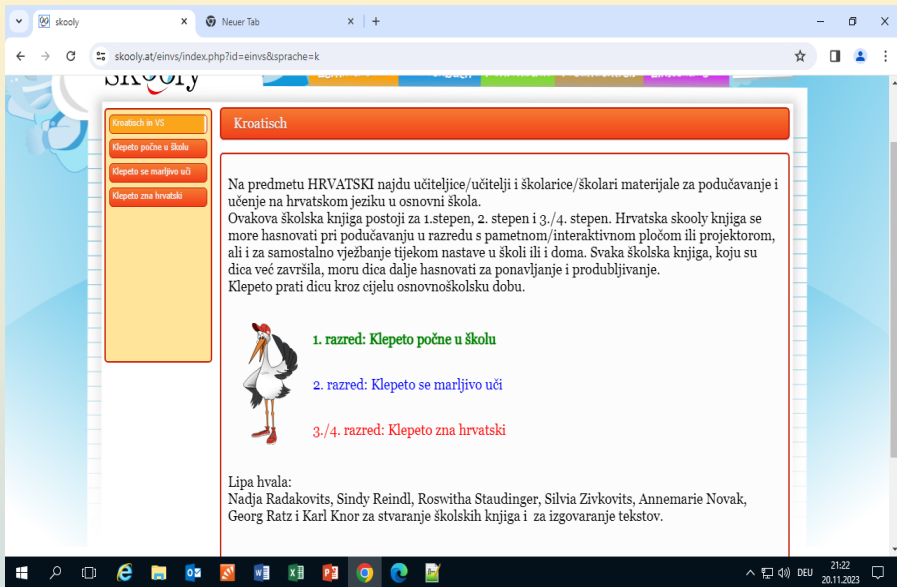 skooly
Neuer Tab
skooly.at/einvs/index.php?id=einvs&sprache=k
skooly
Kroatisch in VS
Klepeto počne u školu
Klepeto se marljivo uči
Klepeto zna hrvatski
Kroatisch
Na predmetu HRVATSKI najdu učiteljice/učitelji i školarice/školari materijale za podučavanje i
učenje na hrvatskom jeziku u osnovni škola.
Ovakova školska knjiga postoji za 1.stepen, 2. stepen i 3./4. stepen. Hrvatska skooly knjiga se
more hasnovati pri podučavanju u razredu s pametnom/interaktivnom pločom ili projektorom,
ali i za samostalno vježbanje tijekom nastave u školi ili i doma. Svaka školska knjiga, koju su
dica već završila, moru dica dalje hasnovati za ponavljanje i produbljivanje.
Klepeto prati dicu kroz cijelu osnovnoškolsku dobu.
1. razred: Klepeto počne u školu
2. razred: Klepeto se marljivo uči
3./4. razred: Klepeto zna hrvatski
Lipa hvala:
Nadja Radakovits, Sindy Reindl, Roswitha Staudinger, Silvia Zivkovits, Annemarie Novak,
Georg Ratz i Karl Knor za stvaranje školskih knjiga i za izgovaranje tekstov.
DEU
21:22
20.11.2023